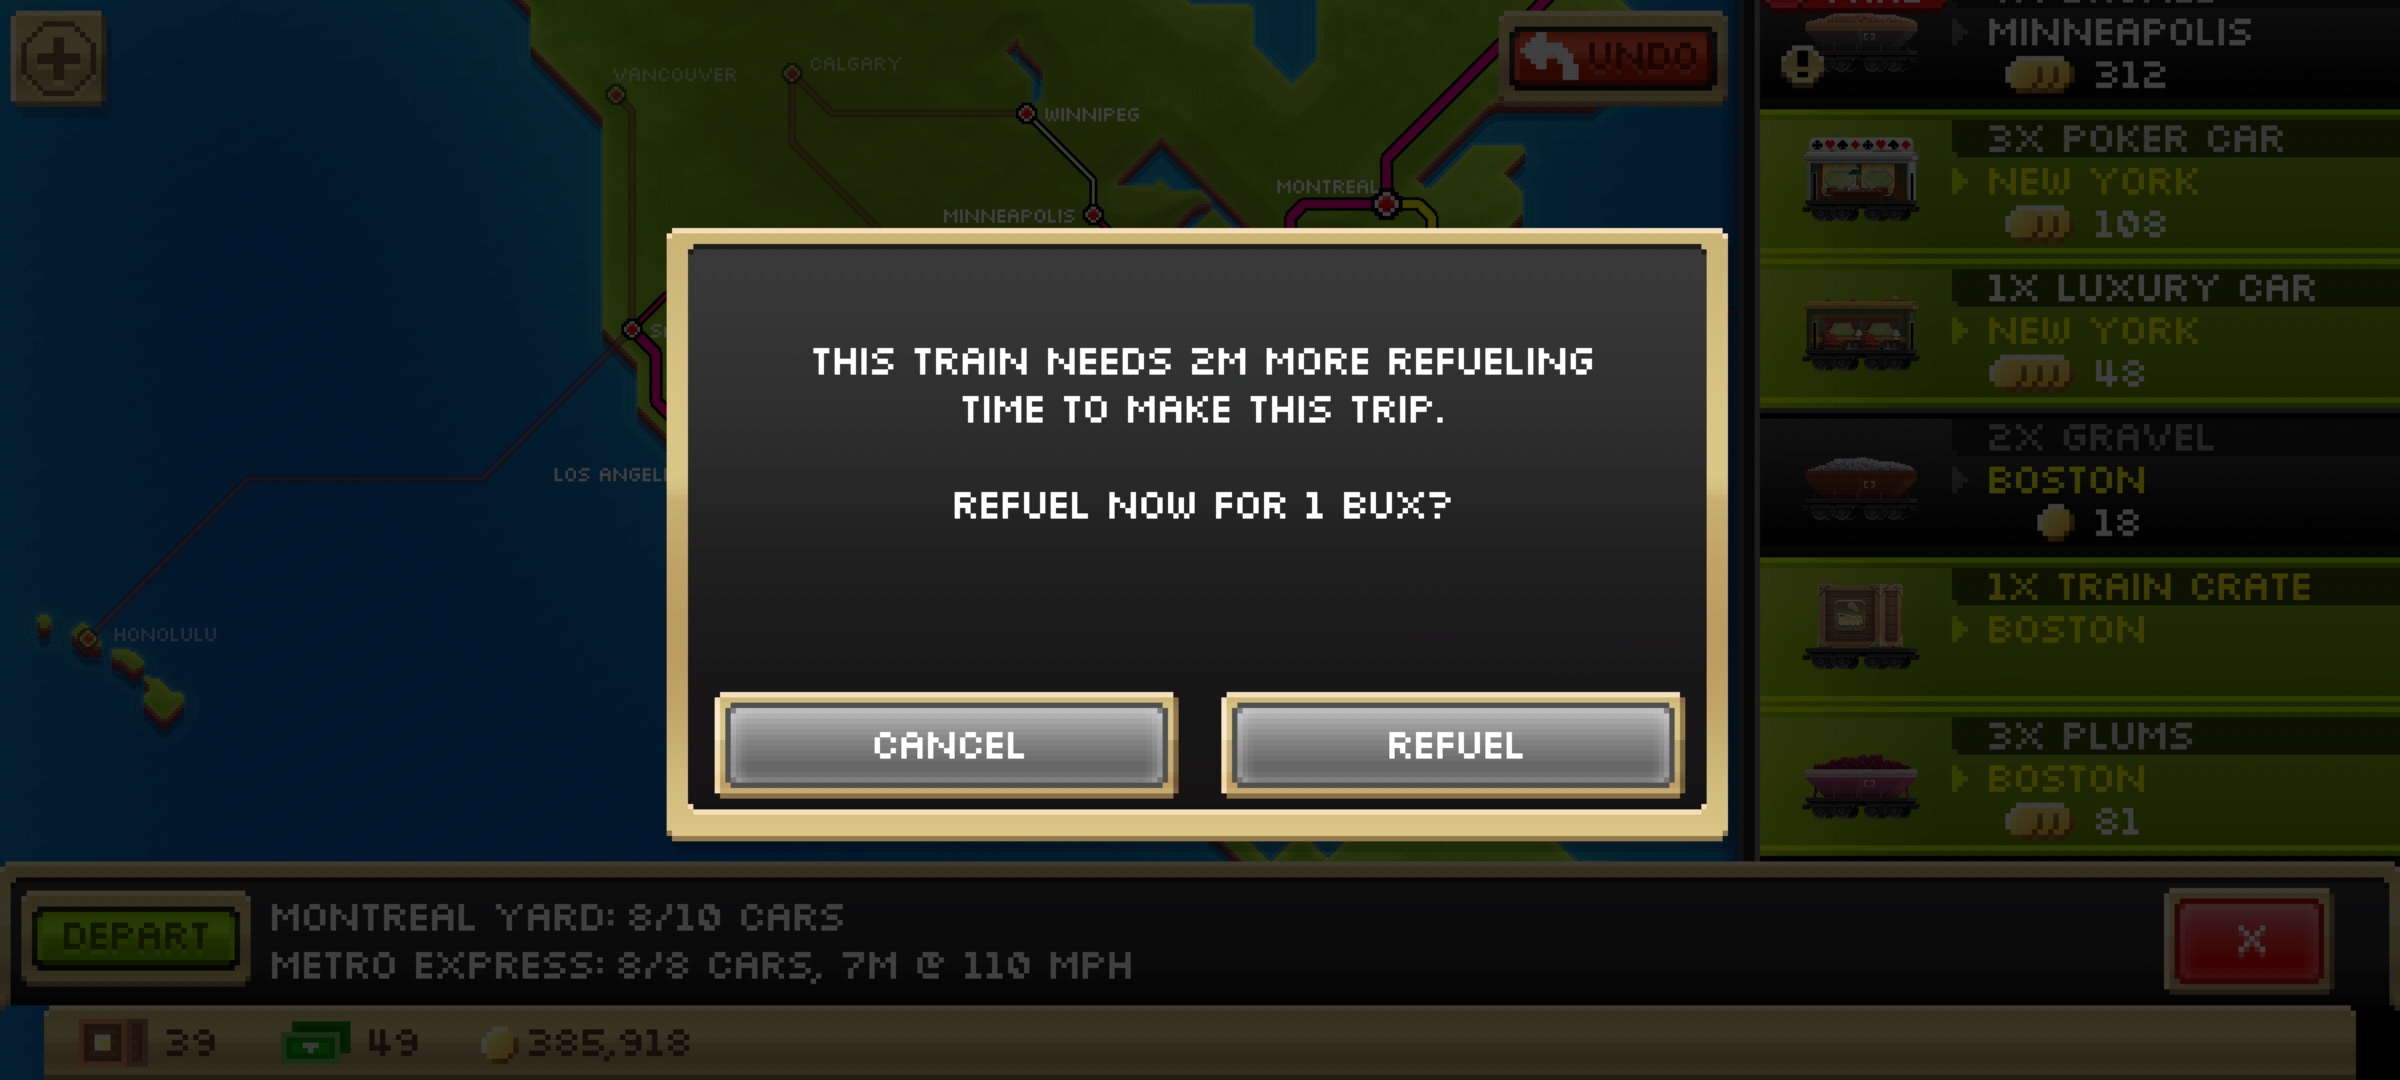 VANCOUVER
CALGARY
WINNIPEG
MINNEAPOLIS
MONTREAL
HONOLULU
UNDO
MINNEAPOLIS
312
3X POKER CAR
NEW YORK
108
1X LUXURY CAR
NEW YORK
48
2X GRAVEL
BOSTON
18
1X TRAIN CRATE
BOSTON
3X PLUMS
BOSTON
81
LOS ANGEL
THIS TRAIN NEEDS 2M MORE REFUELING
TIME TO MAKE THIS TRIP.
REFUEL NOW FOR 1 BUX?
CANCEL
REFUEL
DEPART
MONTREAL YARD: 8/10 CARS
METRO EXPRESS: 8/8 CARS, 7M @ 110 MPH
X
39
49
385,918